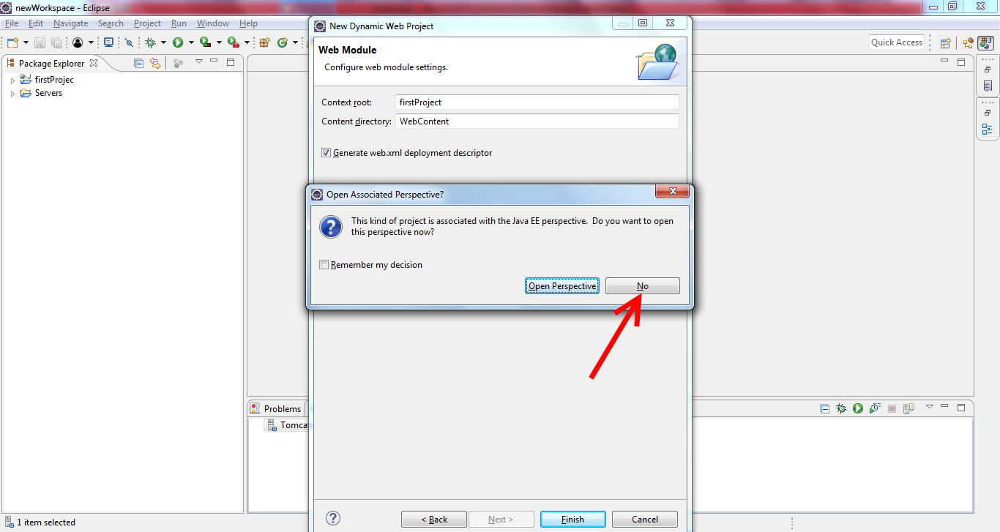 newWorkspace - Eclipse
File Edit Navigate Search Project Run Window Help
Quick Access
Package Explorer
firstProjec
Servers
New Dynamic Web Project
Web Module
Configure web module settings.
Context root: firstProject
Content directory: WebContent
Generate web.xml deployment descriptor
Open Associated Perspective?
This kind of project is associated with the Java EE perspective. Do you want to open
this perspective now?
Remember my decision
Open Perspective No
Problems
Tomca
< Back Next > Finish Cancel
1 item selected